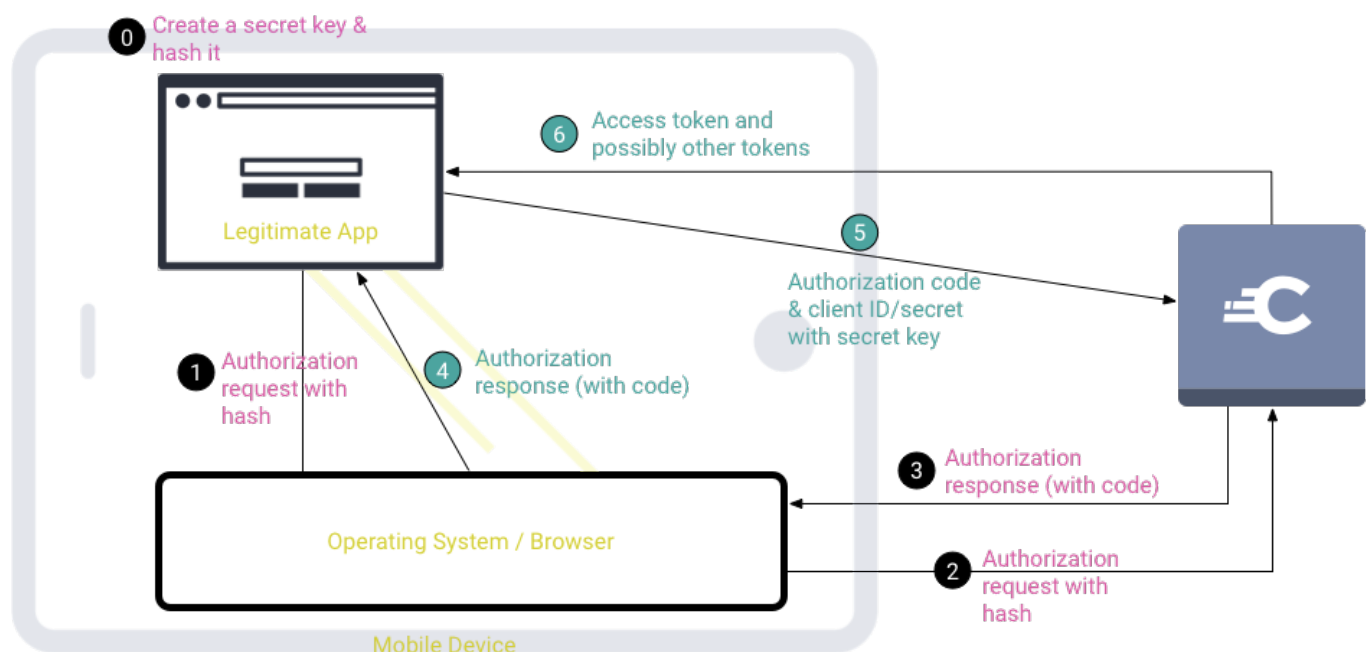 0
Create a secret key &
hash it
Legitimate App
6
Access token and
possibly other tokens
5
Authorization code
& client ID/secret
with secret key
1
Authorization
request with
hash
4
Authorization
response (with code)
3
Authorization
response (with code)
Operating System / Browser
2
Authorization
request with
hash
Mobile Device
C